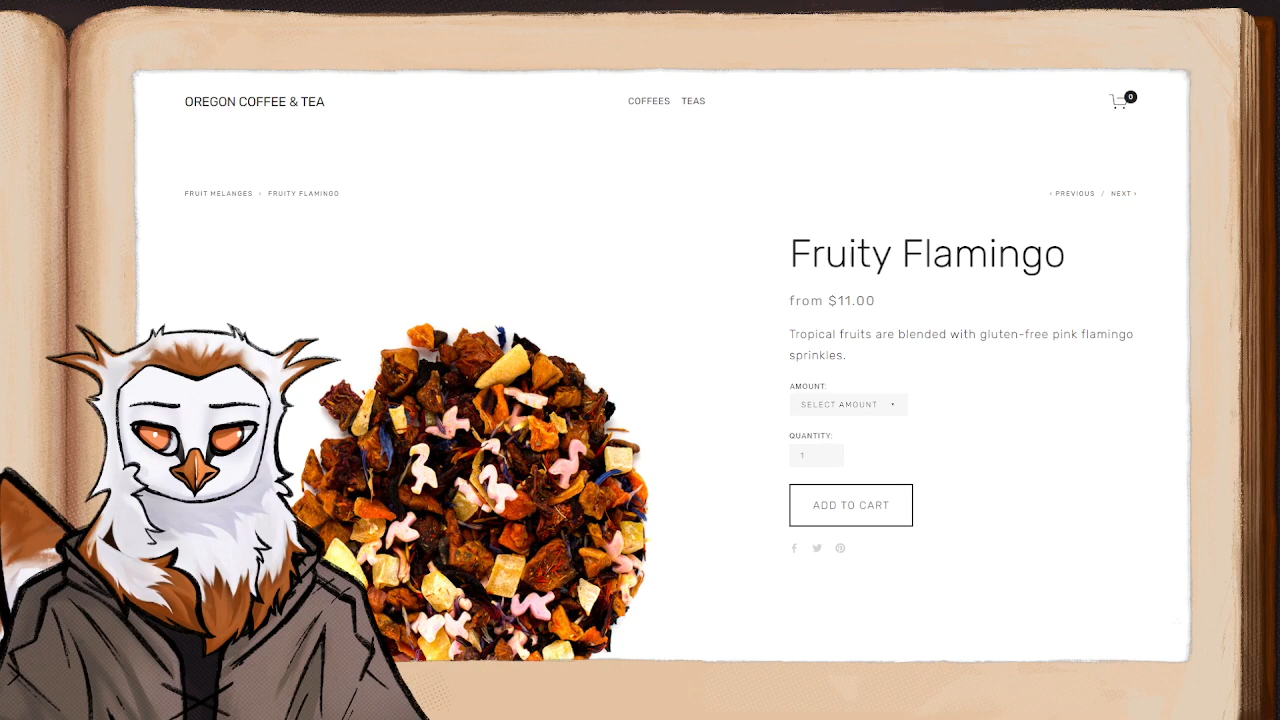 OREGON COFFEE & TEA
COFFEES TEAS
0
FRUIT MELANGES › FRUITY FLAMINGO
‹ PREVIOUS / NEXT ›
Fruity Flamingo
from $11.00
Tropical fruits are blended with gluten-free pink flamingo
sprinkles.
AMOUNT:
SELECT AMOUNT
QUANTITY:
1
ADD TO CART